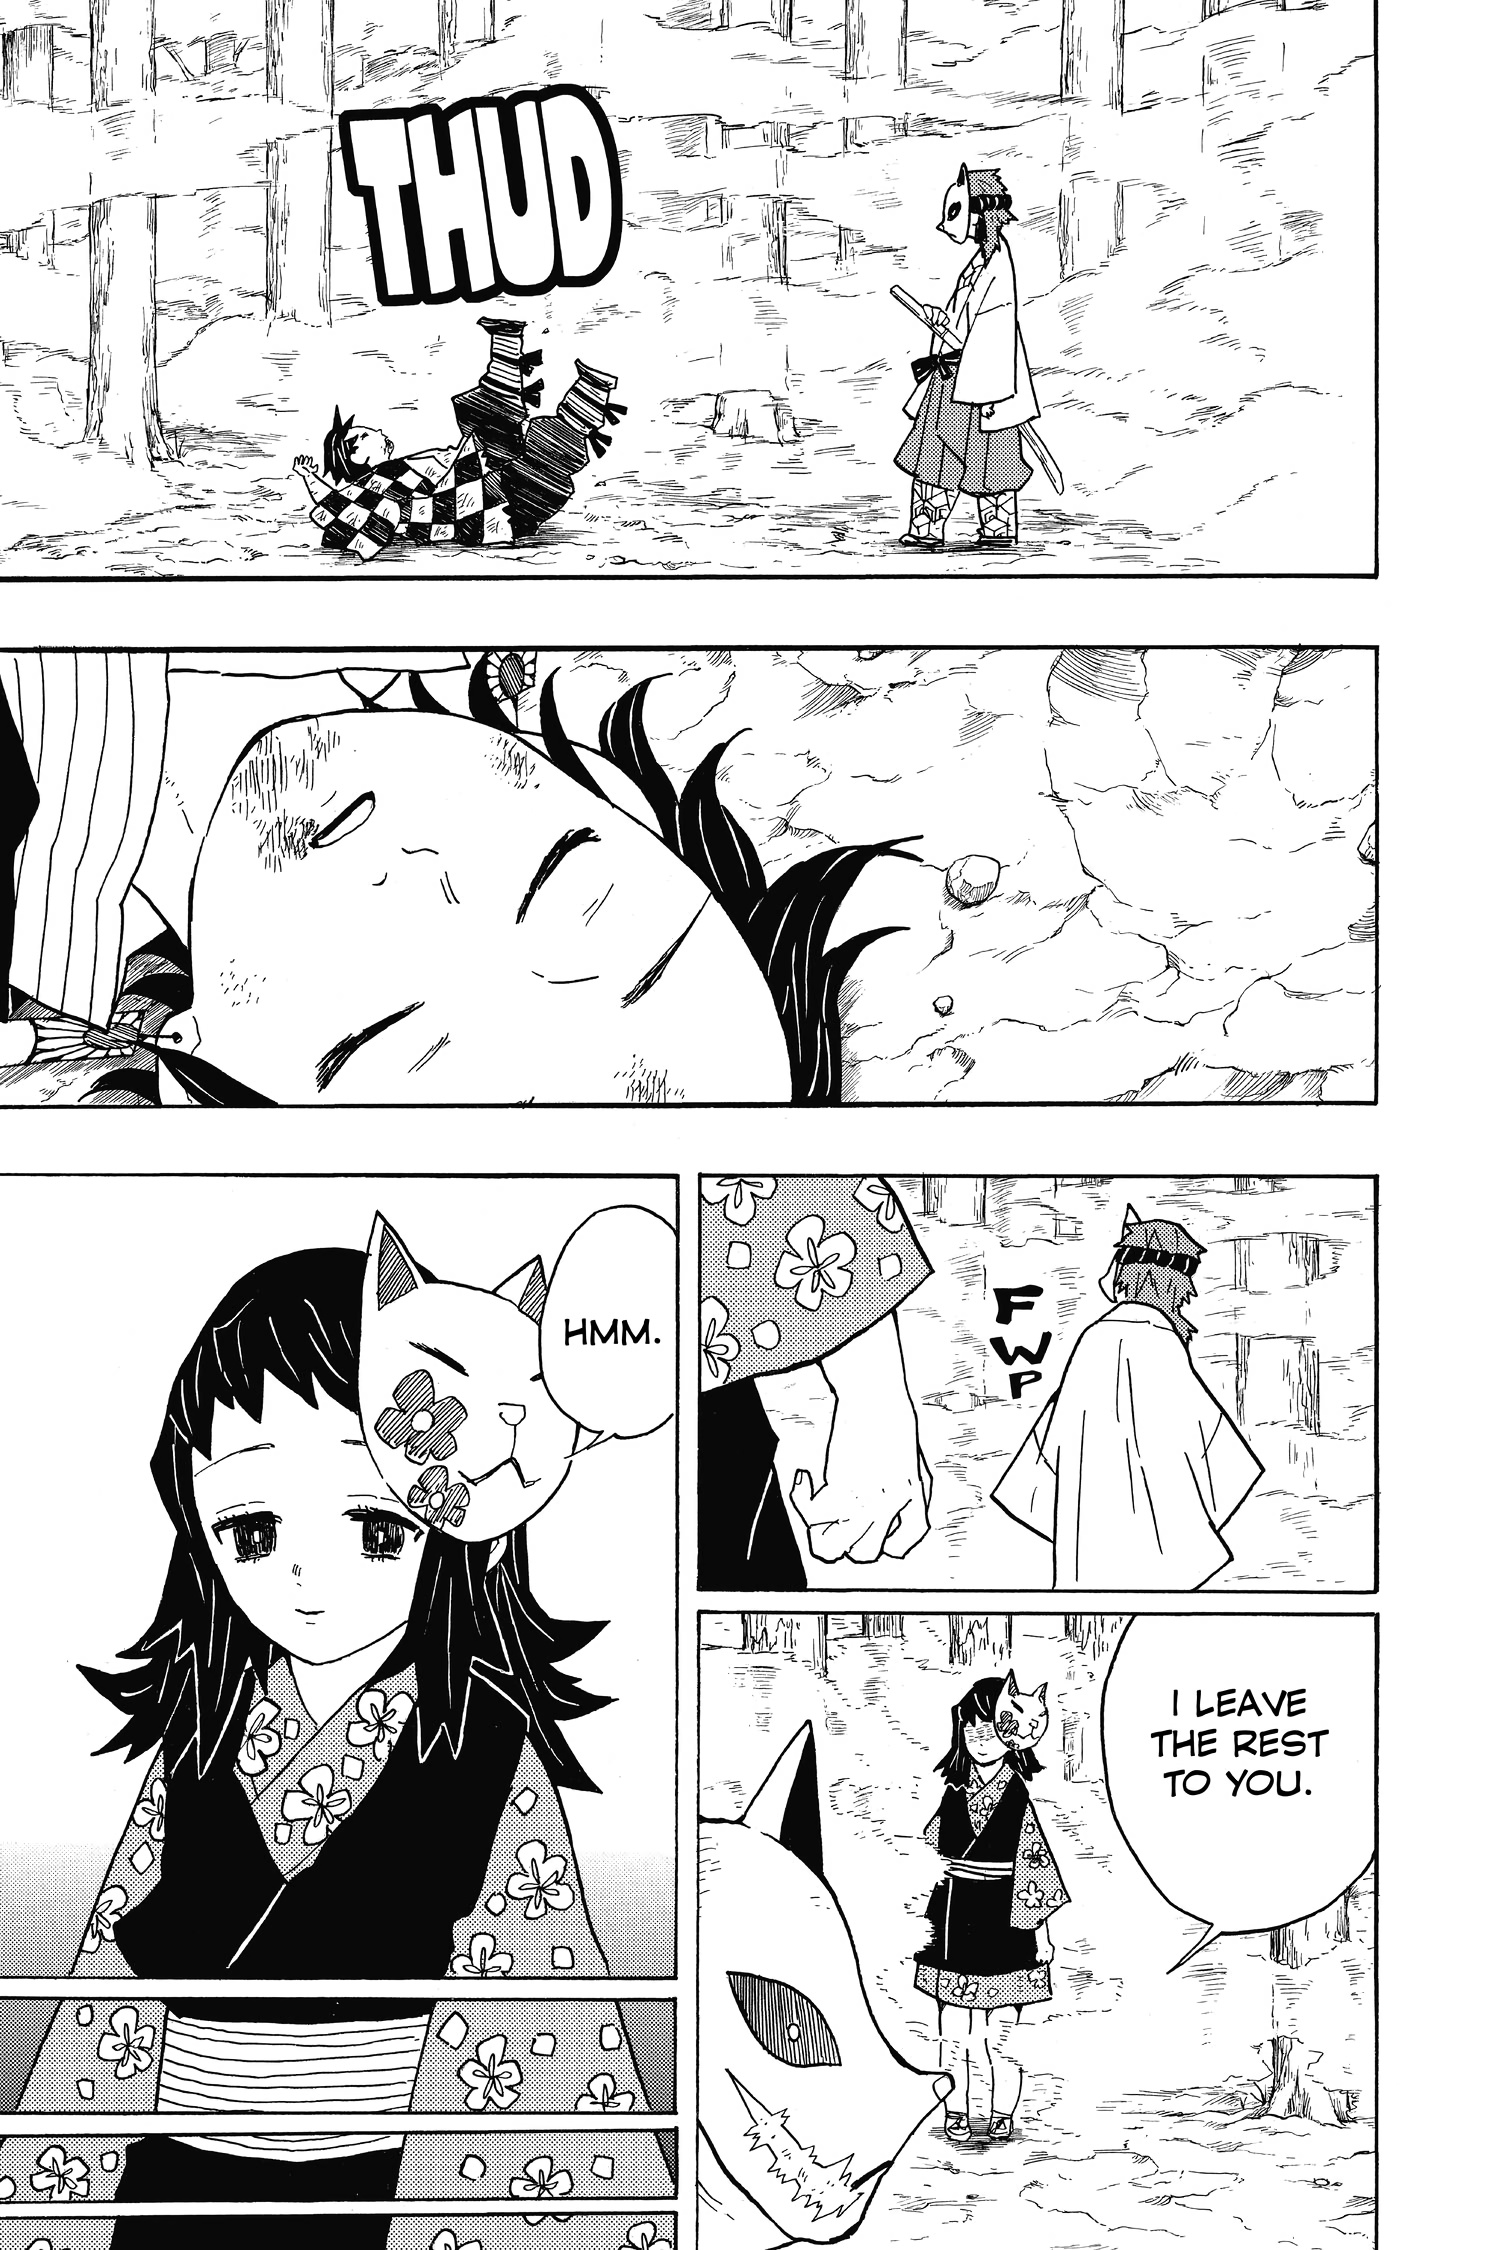 THUD
FWP
I LEAVE
THE REST
TO YOU.
HMM.